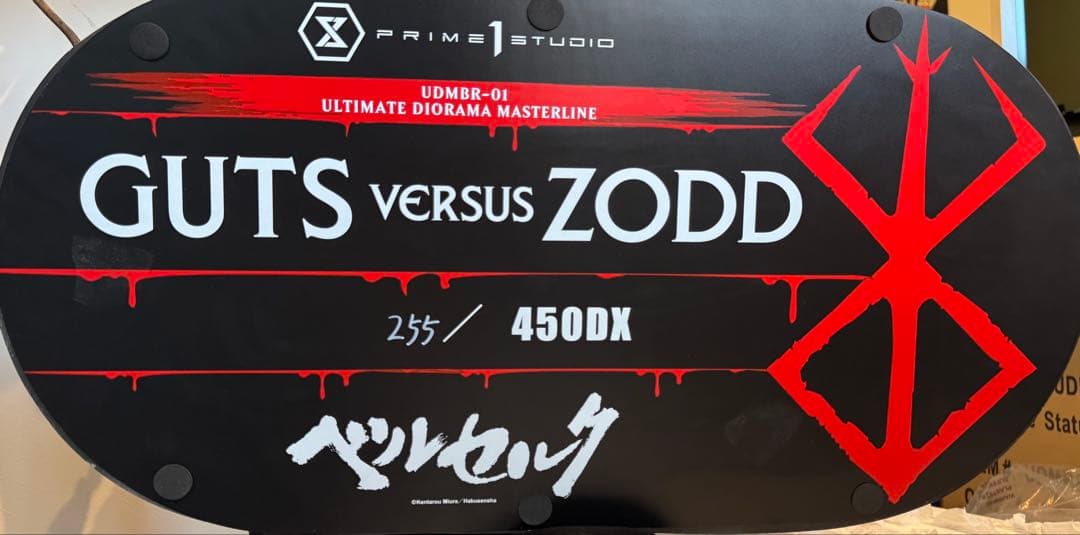 PRIME 1 STUDIO
UDMBR-01
ULTIMATE DIORAMA MASTERLINE
GUTS VERSUS ZODD
255/ 450DX
ベルセルク
©Kentarou Miura/Hakusensha
Statu